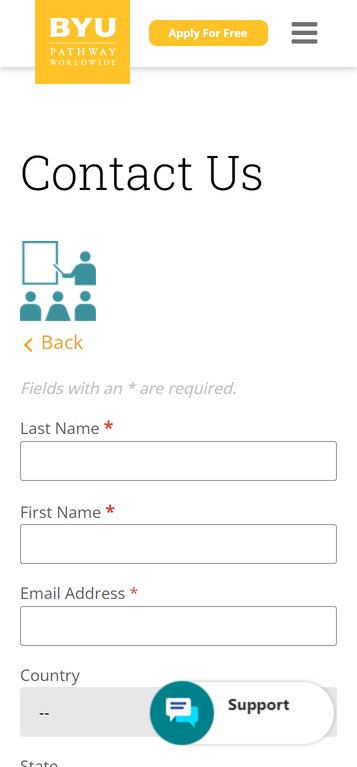 BYU
PATHWAY
WORLDWIDE
Apply For Free
Contact Us
Back
Fields with an * are required.
Last Name *
First Name *
Email Address *
Country
--
Support
State